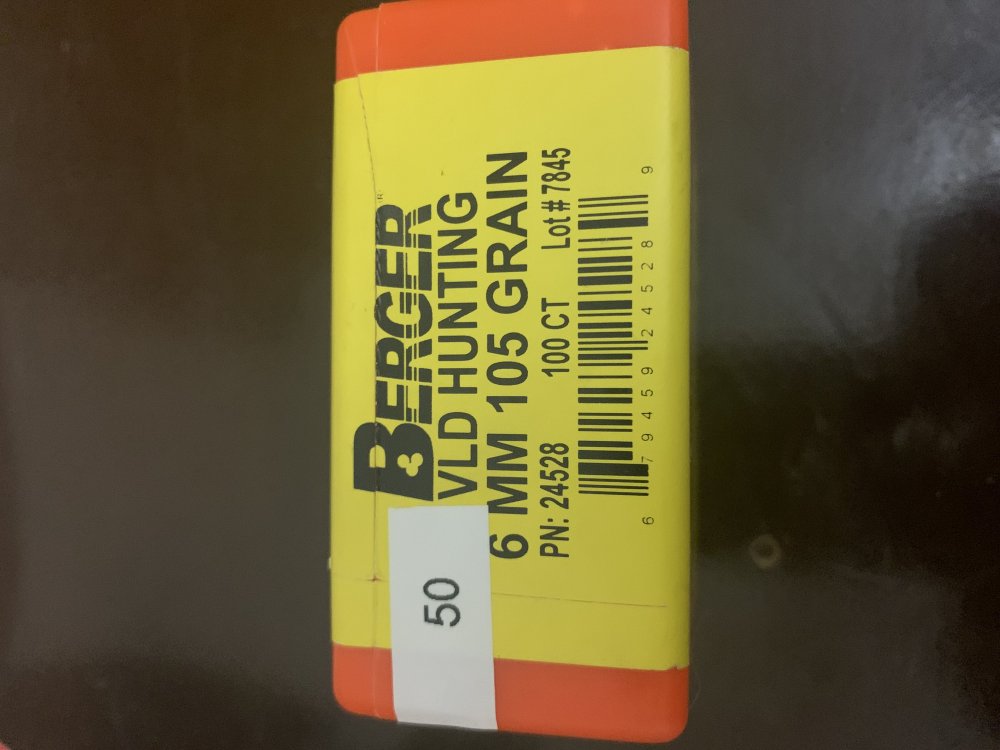 BERGER
VLD HUNTING
6 MM 105 GRAIN
PN: 24528 100 CT Lot # 7845
6 79459 24528 9
50